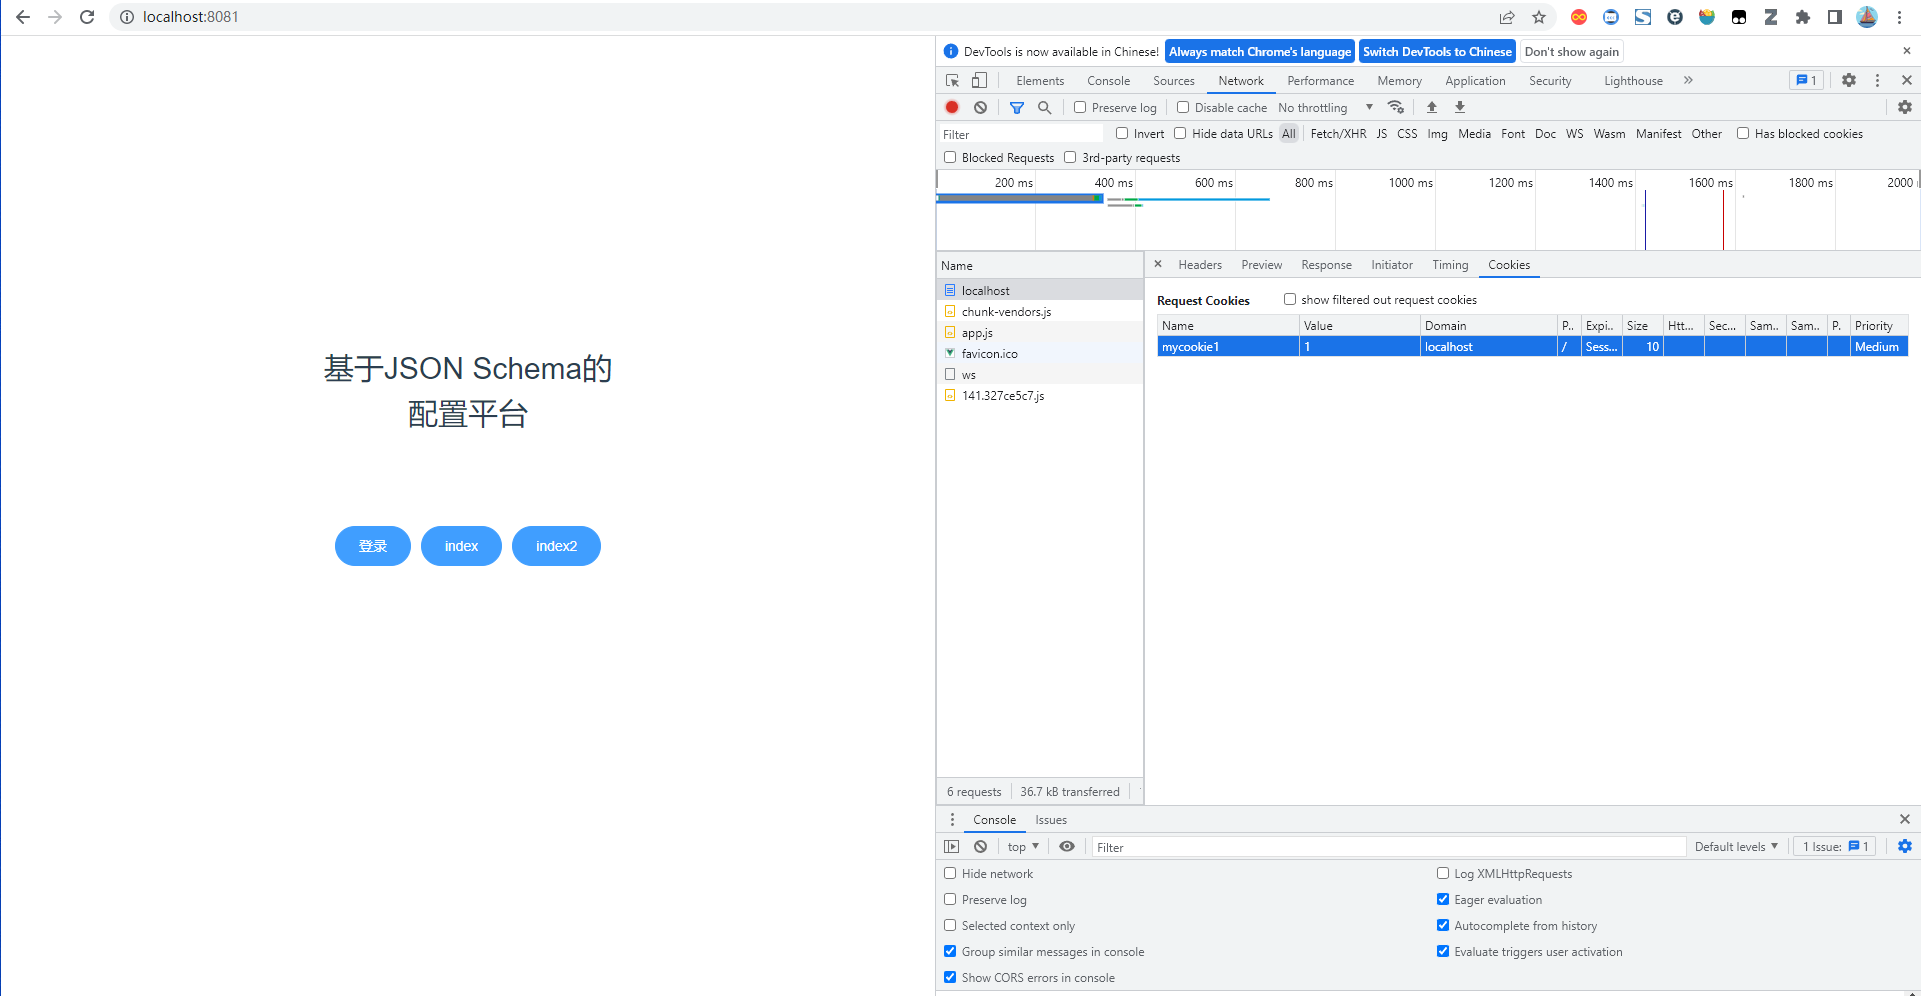 localhost:8081
DevTools is now available in Chinese! Always match Chrome's language Switch DevTools to Chinese Don't show again
Elements Console Sources Network Performance Memory Application Security Lighthouse 1
Preserve log Disable cache No throttling
Filter Invert Hide data URLs All Fetch/XHR JS CSS Img Media Font Doc WS Wasm Manifest Other Has blocked cookies
Blocked Requests 3rd-party requests
200 ms 400 ms 600 ms 800 ms 1000 ms 1200 ms 1400 ms 1600 ms 1800 ms 2000
Name
localhost
chunk-vendors.js
app.js
favicon.ico
ws
141.327ce5c7.js
6 requests 36.7 kB transferred
Headers Preview Response Initiator Timing Cookies
Request Cookies show filtered out request cookies
Name Value Domain P.. Expi.. Size Htt... Sec... Sam.. Sam.. P. Priority
mycookie1 1 localhost / Sess... 10 Medium
基于JSON Schema的
配置平台
登录 index index2
Console Issues
top Filter Default levels 1 Issue: 1
Hide network Log XMLHttpRequests
Preserve log Eager evaluation
Selected context only Autocomplete from history
Group similar messages in console Evaluate triggers user activation
Show CORS errors in console